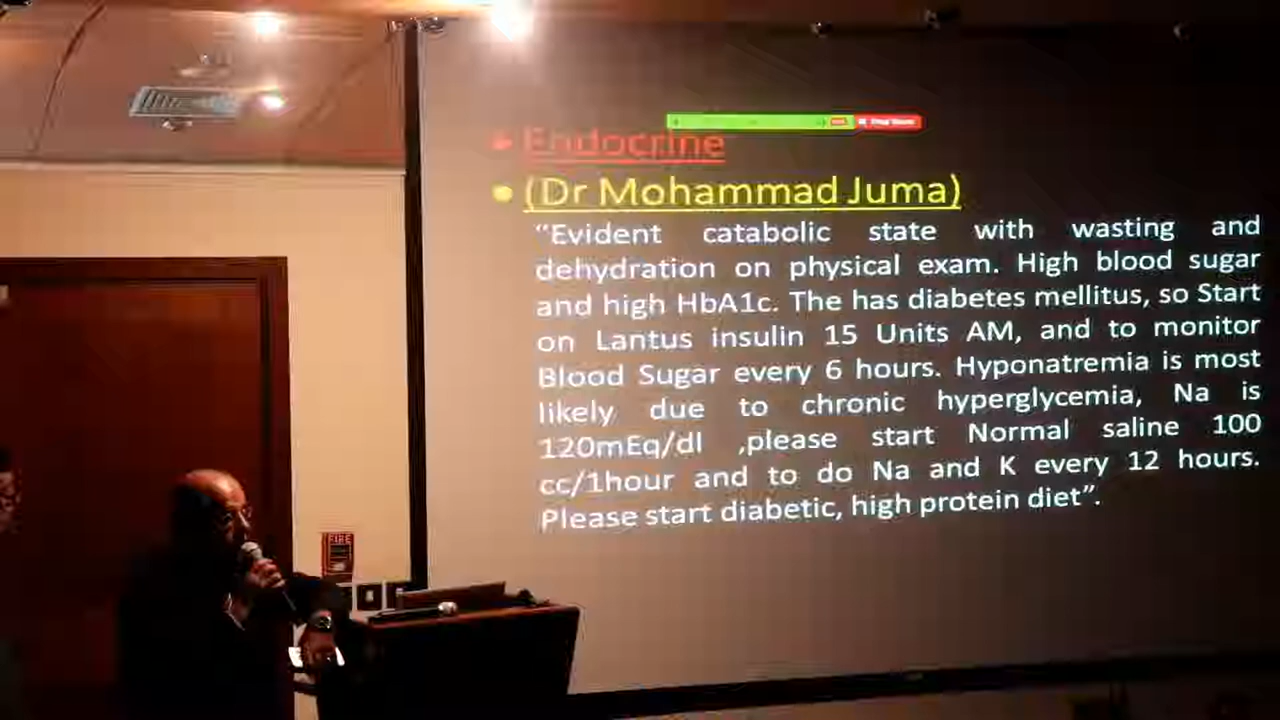 • Endocrine
• (Dr Mohammad Juma)
“Evident catabolic state with wasting and
dehydration on physical exam. High blood sugar
and high HbA1c. The has diabetes mellitus, so Start
on Lantus insulin 15 Units AM, and to monitor
Blood Sugar every 6 hours. Hyponatremia is most
likely due to chronic hyperglycemia, Na is
120mEq/dl ,please start Normal saline 100
cc/1hour and to do Na and K every 12 hours.
Please start diabetic, high protein diet”.
FIRE